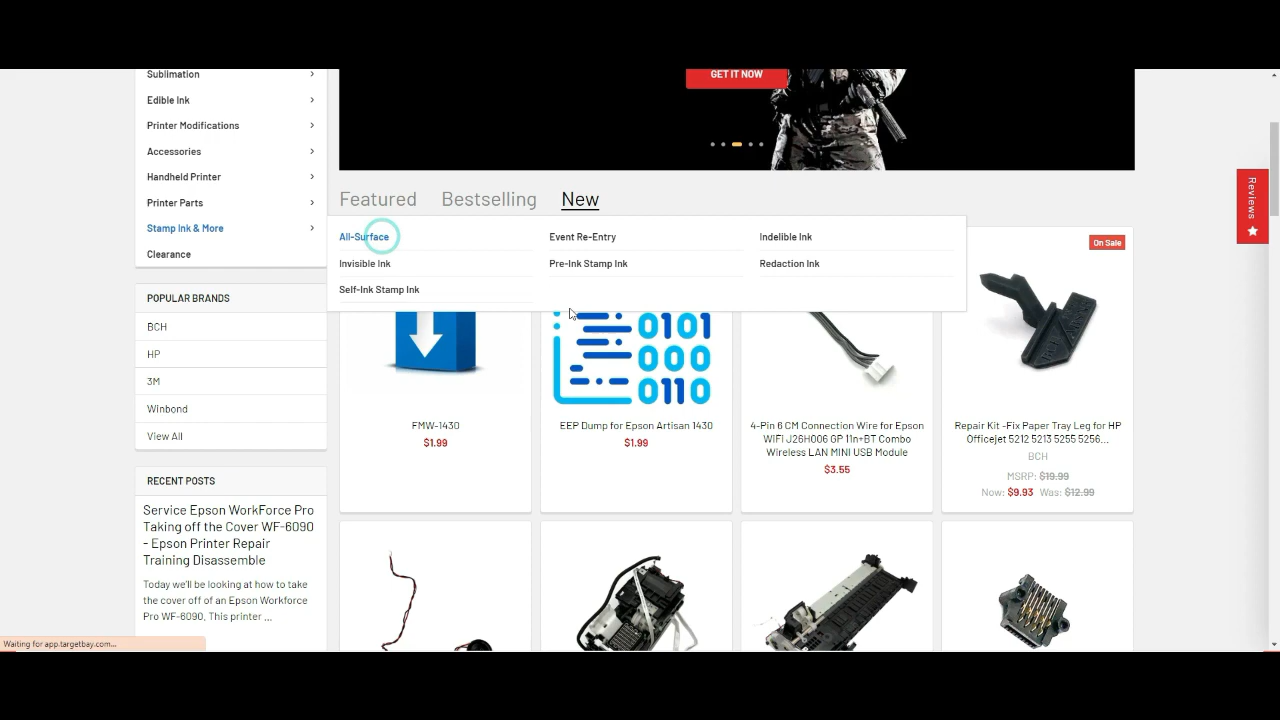 Sublimation
Edible Ink
Printer Modifications
Accessories
Handheld Printer
Printer Parts
Stamp Ink & More
Clearance
POPULAR BRANDS
BCH
HP
3M
Winbond
View All
RECENT POSTS
Service Epson WorkForce Pro
Taking off the Cover WF-6090
- Epson Printer Repair
Training Disassemble
Today we'll be looking at how to take
the cover off of an Epson Workforce
Pro WF-6090, This printer ...
GET IT NOW
Featured Bestselling New
All-Surface Event Re-Entry Indelible Ink
Invisible Ink Pre-Ink Stamp Ink Redaction Ink
Self-Ink Stamp Ink
On Sale
0101
000
0110
FMW-1430
$1.99
EEP Dump for Epson Artisan 1430
$1.99
4-Pin 6 CM Connection Wire for Epson
WIFI J26H006 GP 11n+BT Combo
Wireless LAN MINI USB Module
$3.55
Repair Kit -Fix Paper Tray Leg for HP
Officejet 5212 5213 5255 5256...
BCH
MSRP: $19.99
Now: $9.93 Was: $12.99
Reviews
Waiting for app.targetbay.com...